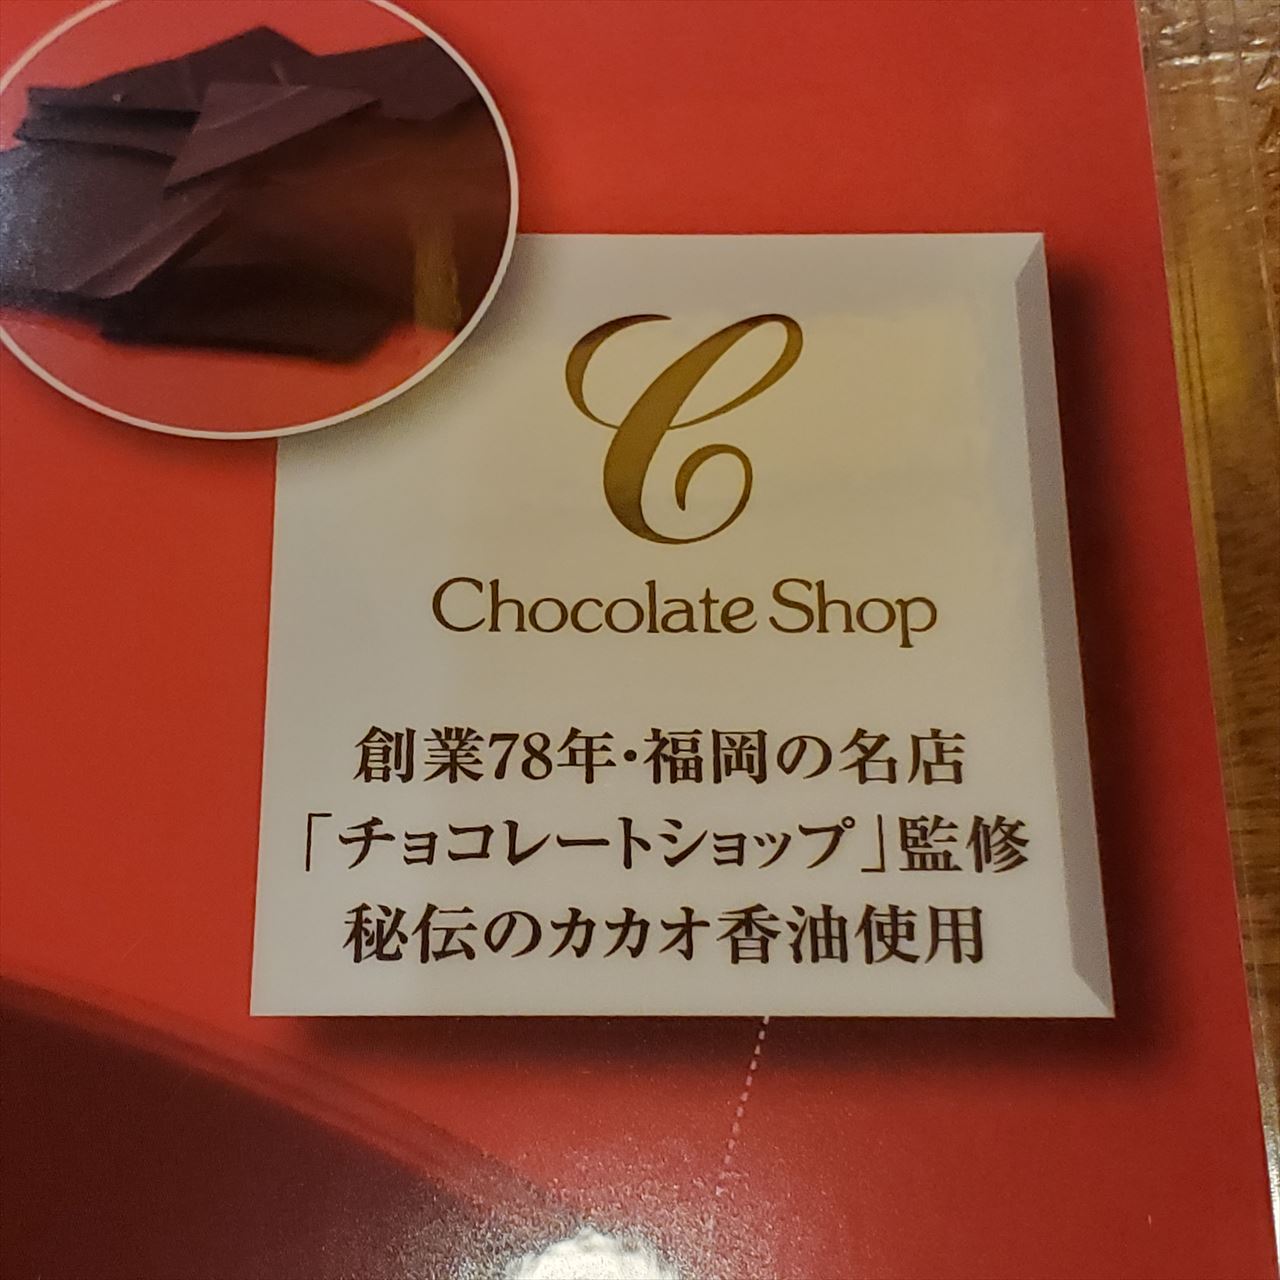 C
Chocolate Shop
創業78年・福岡の名店
「チョコレートショップ」監修
秘伝のカカオ香油使用